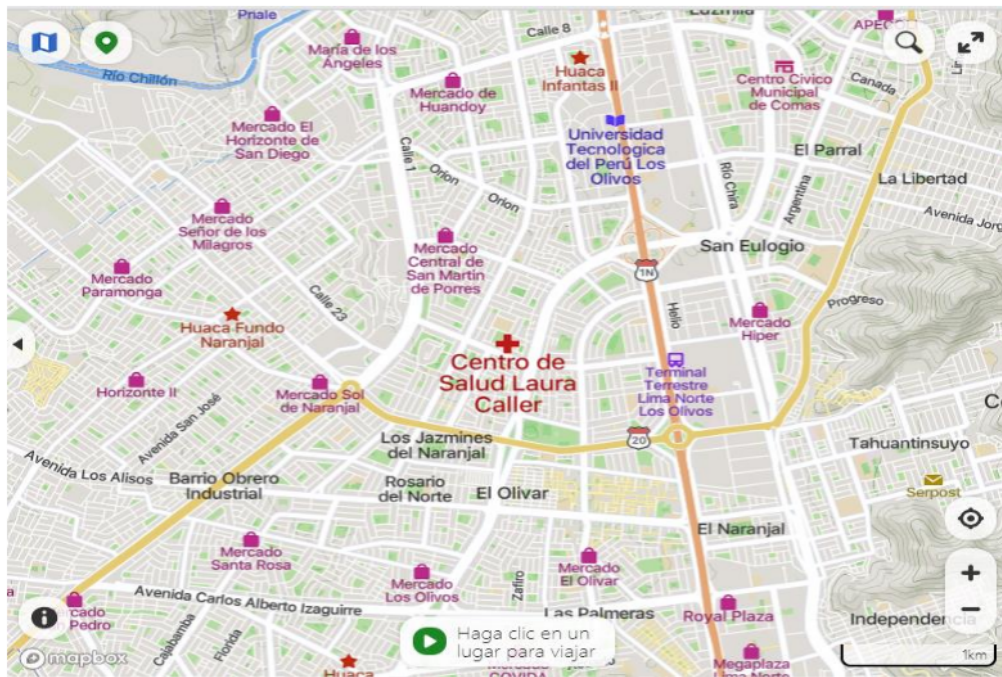 Priale
Calle 8
Luzmila
María de los
Ángeles
Río Chillón
Mercado de
Huandoy
Huaca
Infantas II
Centro Civico
Municipal
de Comas
Canada
Mercado El
Horizonte de
San Diego
Calle 1
Orion
Orion
Universidad
Tecnologica
del Perú Los
Olivos
El Parral
La Libertad
Río Chira
Argentina
Mercado
Señor de los
Milagros
Avenida Jorg
Mercado
Central de
San Martin
de Porres
San Eulogio
Mercado
Paramonga
1N
Calle 23
Helio
Progreso
Huaca Fundo
Naranjal
Mercado
Hiper
Centro de
Salud Laura
Caller
Terminal
Terrestre
Lima Norte
Los Olivos
Horizonte II
Mercado Sol
de Naranjal
Avenida San José
Los Jazmines
del Naranjal
20
Tahuantinsuyo
Avenida Los Alisos
Barrio Obrero
Industrial
Rosario
del Norte
El Olivar
Serpost
El Naranjal
Mercado
Santa Rosa
Mercado
Los Olivos
Zafiro
Mercado
El Olivar
Avenida Carlos Alberto Izaguirre
Las Palmeras
Royal Plaza
Independencia
Cajabamba
Florida
Haga clic en un
lugar para viajar
mapbox
Huaca
Megaplaza
Lima Norte
1km